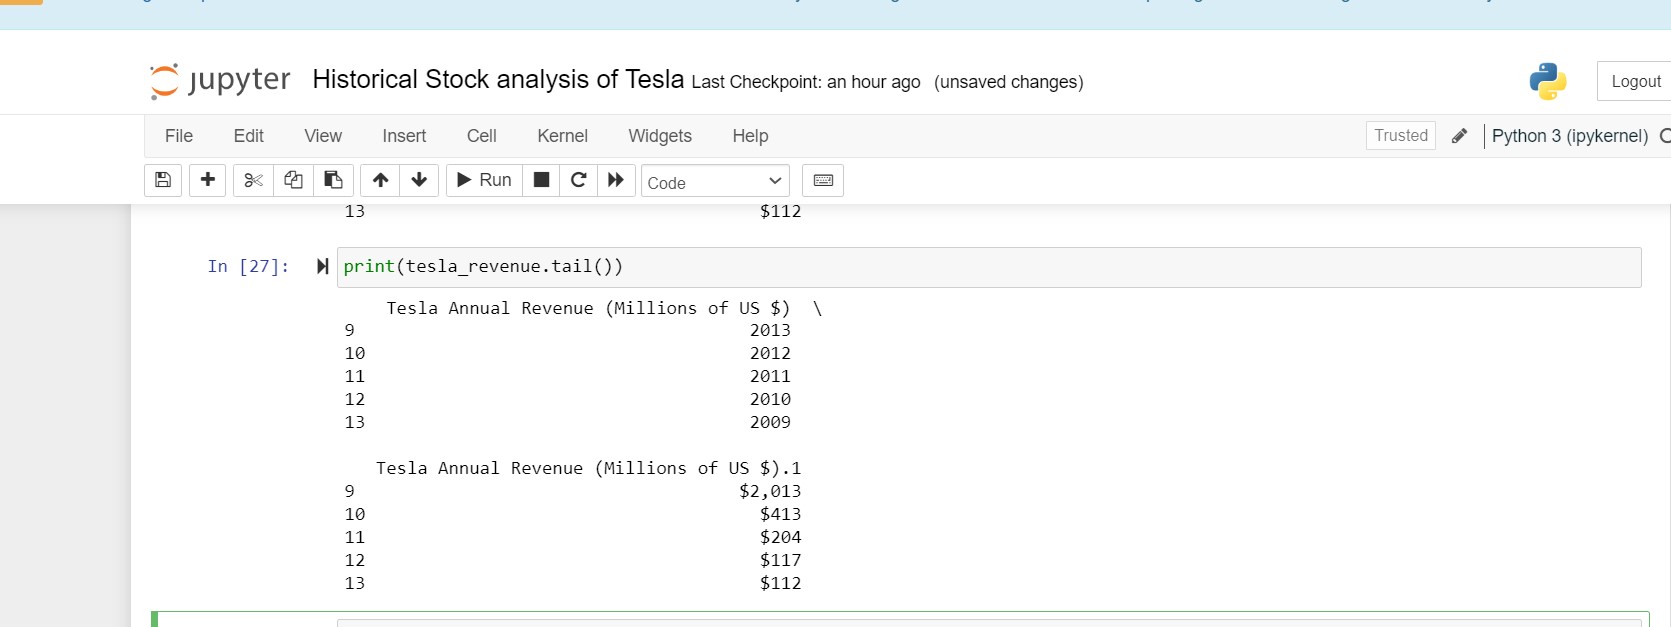 jupyter Historical Stock analysis of Tesla Last Checkpoint: an hour ago (unsaved changes)
Logout
File Edit View Insert Cell Kernel Widgets Help
Trusted
Python 3 (ipykernel)
Run
Code
13 $112
In [27]: print(tesla_revenue.tail())
Tesla Annual Revenue (Millions of US $) \
9 2013
10 2012
11 2011
12 2010
13 2009
Tesla Annual Revenue (Millions of US $).1
9 $2,013
10 $413
11 $204
12 $117
13 $112